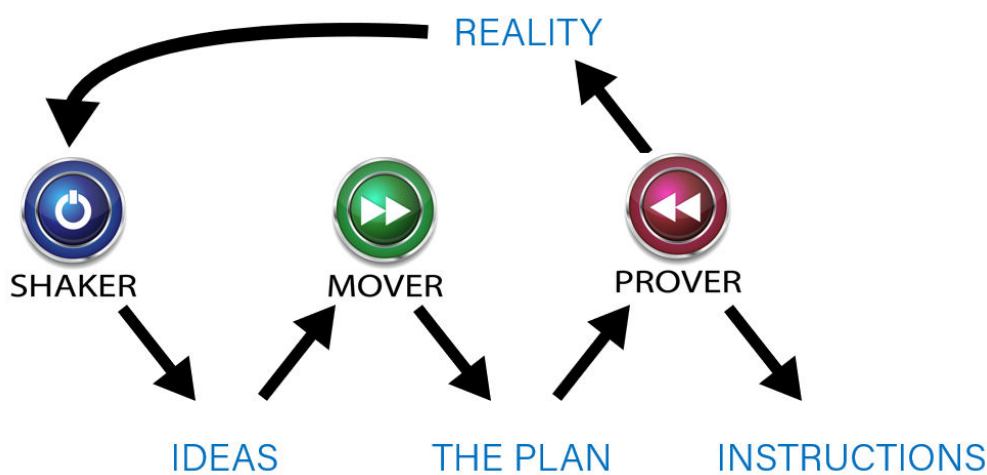 REALITY
SHAKER
MOVER
PROVER
IDEAS
THE PLAN
INSTRUCTIONS